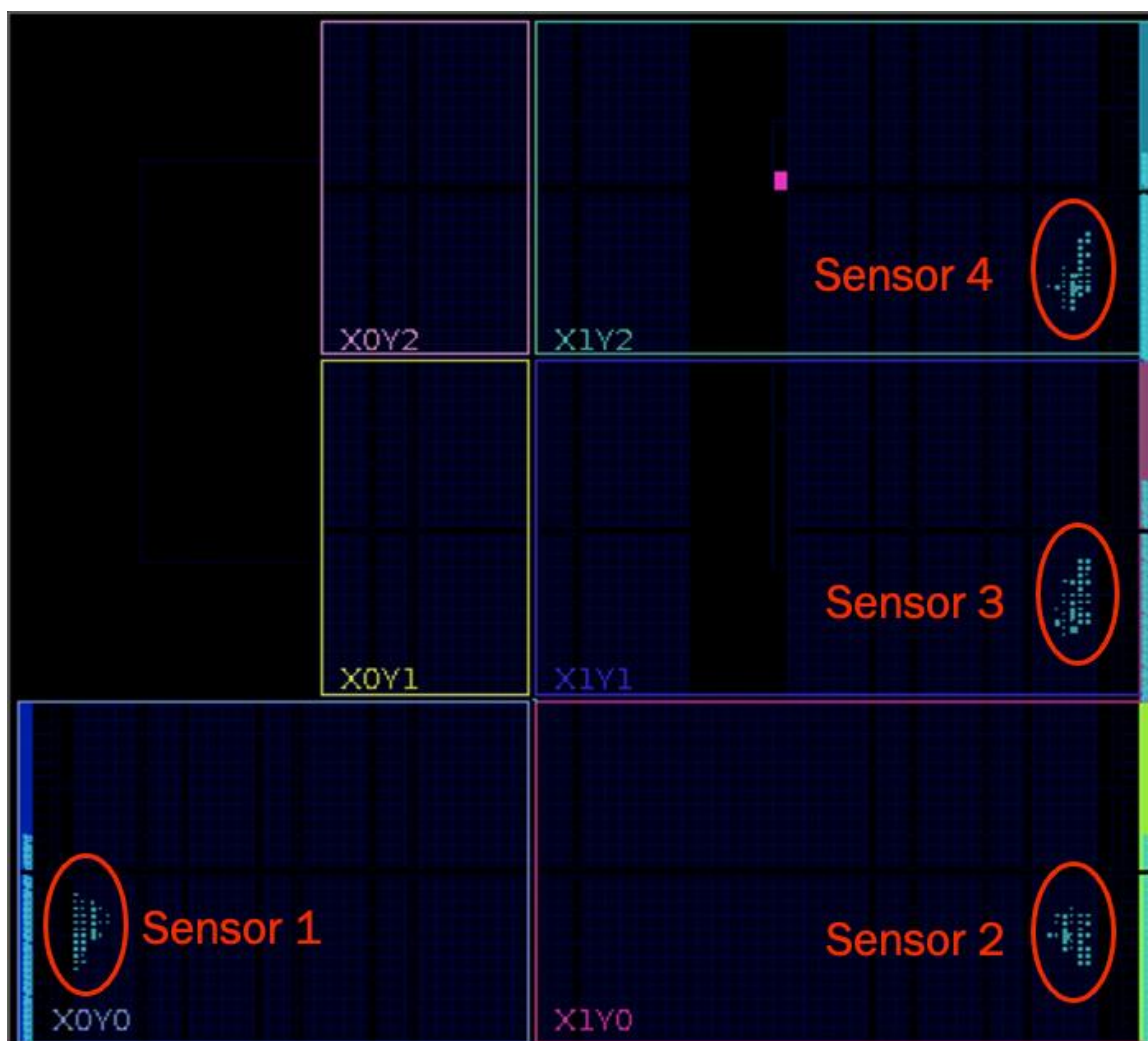 Sensor 4
X0Y2
X1Y2
Sensor 3
X0Y1
X1Y1
Sensor 1
Sensor 2
X0Y0
X1Y0